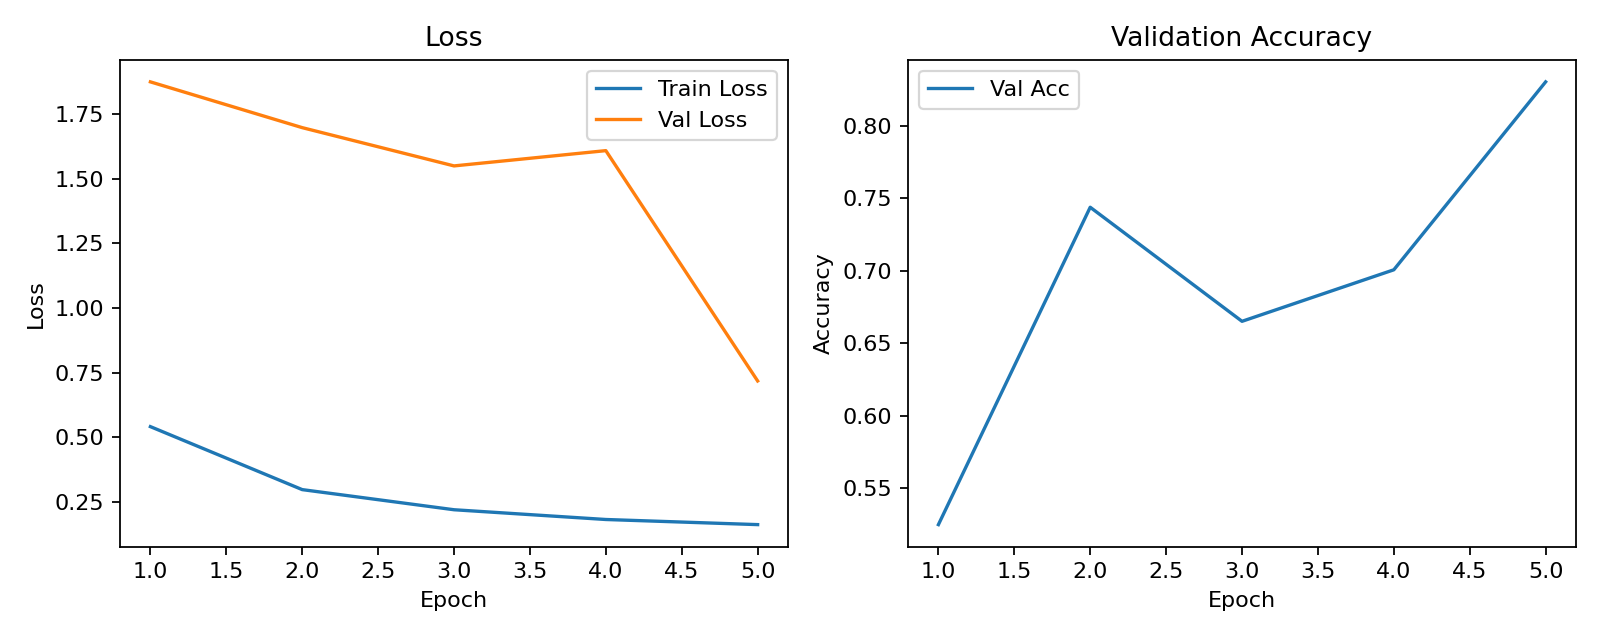 Loss
Train Loss
Val Loss
1.75
1.50
1.25
1.00
0.75
0.50
0.25
Loss
1.0 1.5 2.0 2.5 3.0 3.5 4.0 4.5 5.0
Epoch
Validation Accuracy
Val Acc
0.80
0.75
0.70
0.65
0.60
0.55
Accuracy
1.0 1.5 2.0 2.5 3.0 3.5 4.0 4.5 5.0
Epoch